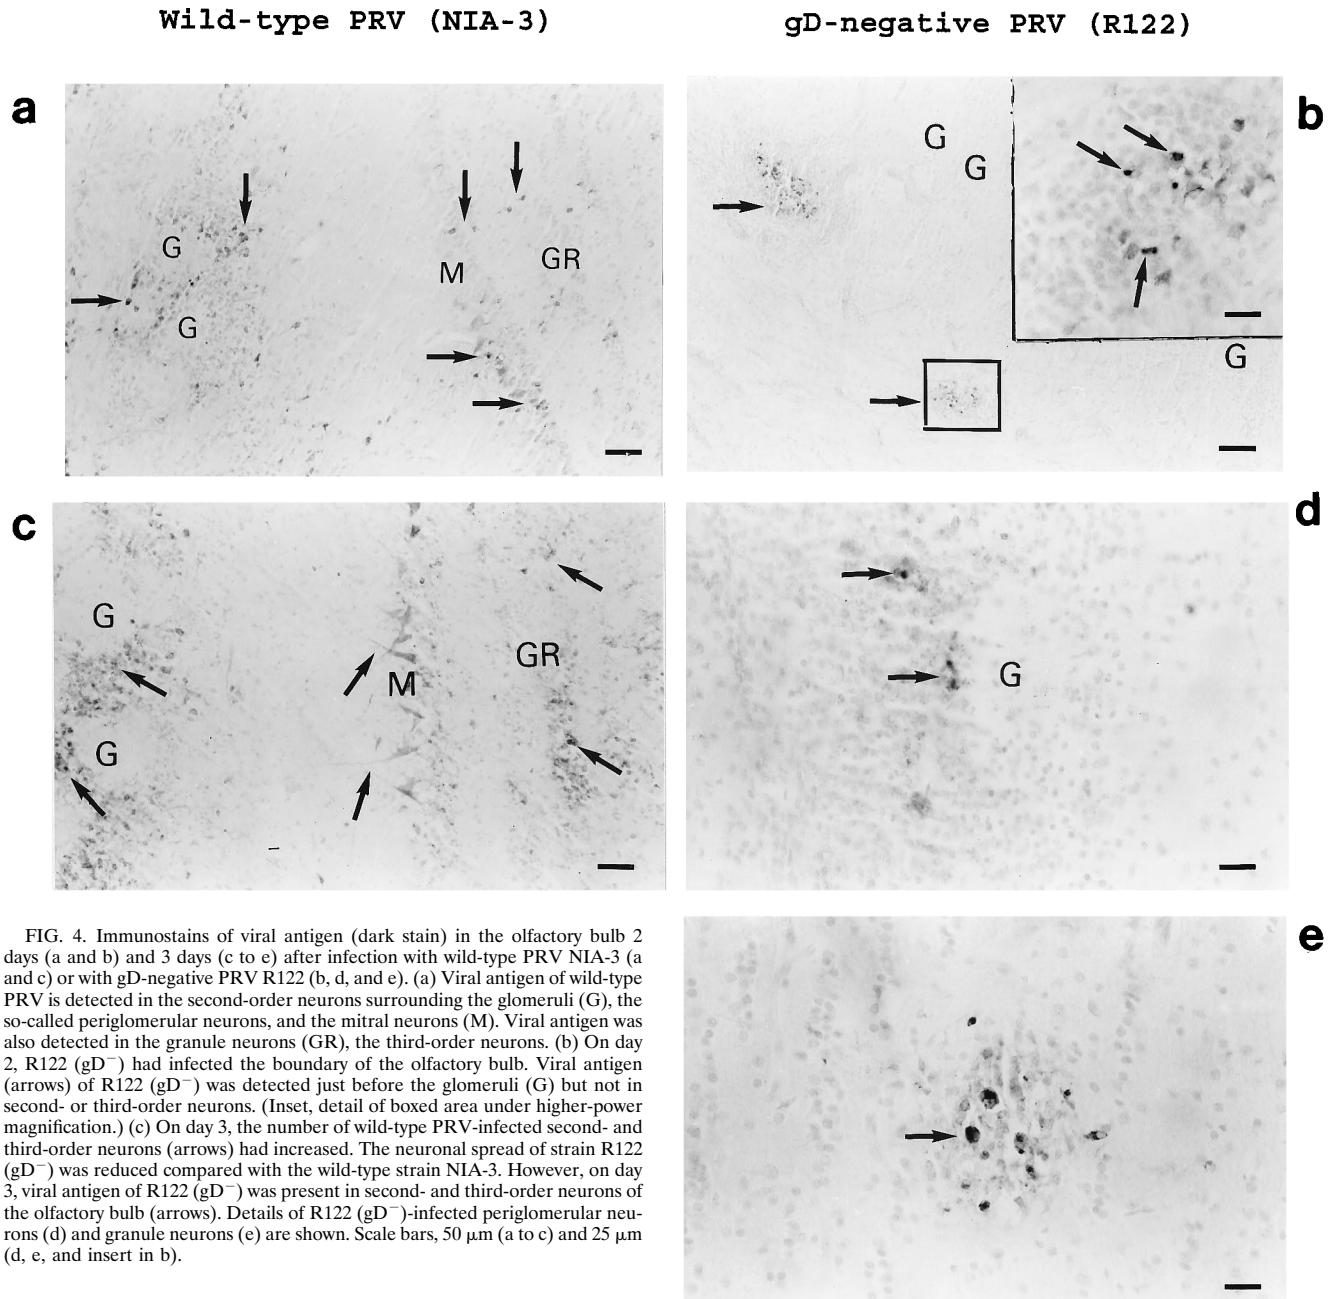 Wild-type PRV (NIA-3)
gD-negative PRV (R122)
a
G
G
M
GR
b
G
G
G
c
G
G
M
GR
d
G
FIG. 4. Immunostains of viral antigen (dark stain) in the olfactory bulb 2
days (a and b) and 3 days (c to e) after infection with wild-type PRV NIA-3 (a
and c) or with gD-negative PRV R122 (b, d, and e). (a) Viral antigen of wild-type
PRV is detected in the second-order neurons surrounding the glomeruli (G), the
so-called periglomerular neurons, and the mitral neurons (M). Viral antigen was
also detected in the granule neurons (GR), the third-order neurons. (b) On day
2, R122 (gD⁻) had infected the boundary of the olfactory bulb. Viral antigen
(arrows) of R122 (gD⁻) was detected just before the glomeruli (G) but not in
second- or third-order neurons. (Inset, detail of boxed area under higher-power
magnification.) (c) On day 3, the number of wild-type PRV-infected second- and
third-order neurons (arrows) had increased. The neuronal spread of strain R122
(gD⁻) was reduced compared with the wild-type strain NIA-3. However, on day
3, viral antigen of R122 (gD⁻) was present in second- and third-order neurons of
the olfactory bulb (arrows). Details of R122 (gD⁻)-infected periglomerular neu-
rons (d) and granule neurons (e) are shown. Scale bars, 50 μm (a to c) and 25 μm
(d, e, and insert in b).
e